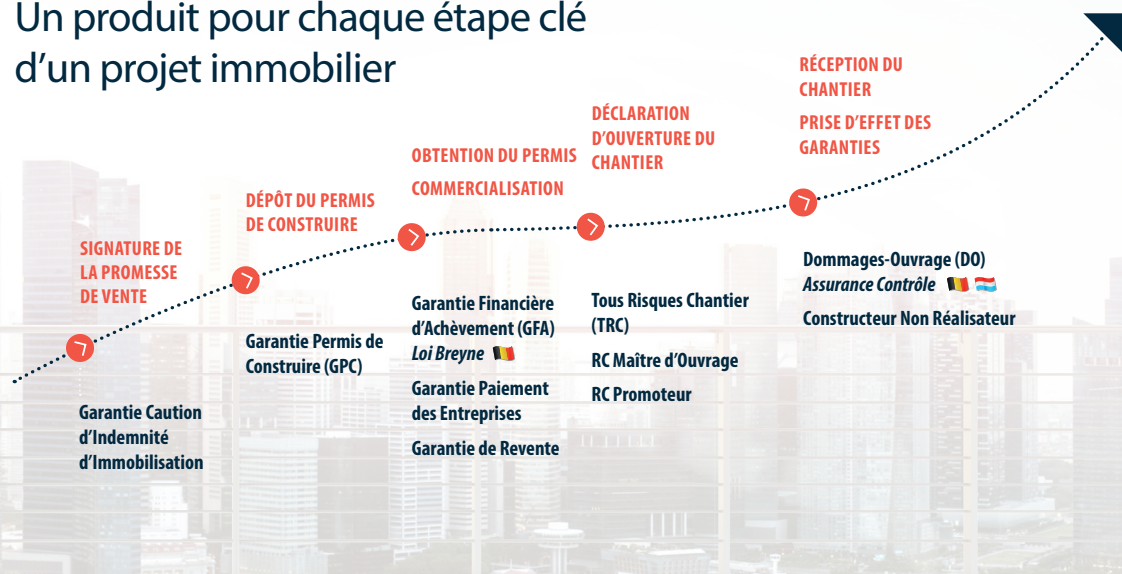 Un produit pour chaque étape clé
d'un projet immobilier
SIGNATURE DE
LA PROMESSE
DE VENTE
Garantie Caution
d'Indemnité
d'Immobilisation
DÉPÔT DU PERMIS
DE CONSTRUIRE
Garantie Permis de
Construire (GPC)
OBTENTION DU PERMIS
COMMERCIALISATION
Garantie Financière
d'Achèvement (GFA)
Loi Breyne
Garantie Paiement
des Entreprises
Garantie de Revente
DÉCLARATION
D'OUVERTURE DU
CHANTIER
Tous Risques Chantier
(TRC)
RC Maître d'Ouvrage
RC Promoteur
RÉCEPTION DU
CHANTIER
PRISE D'EFFET DES
GARANTIES
Dommages-Ouvrage (DO)
Assurance Contrôle
Constructeur Non Réalisateur